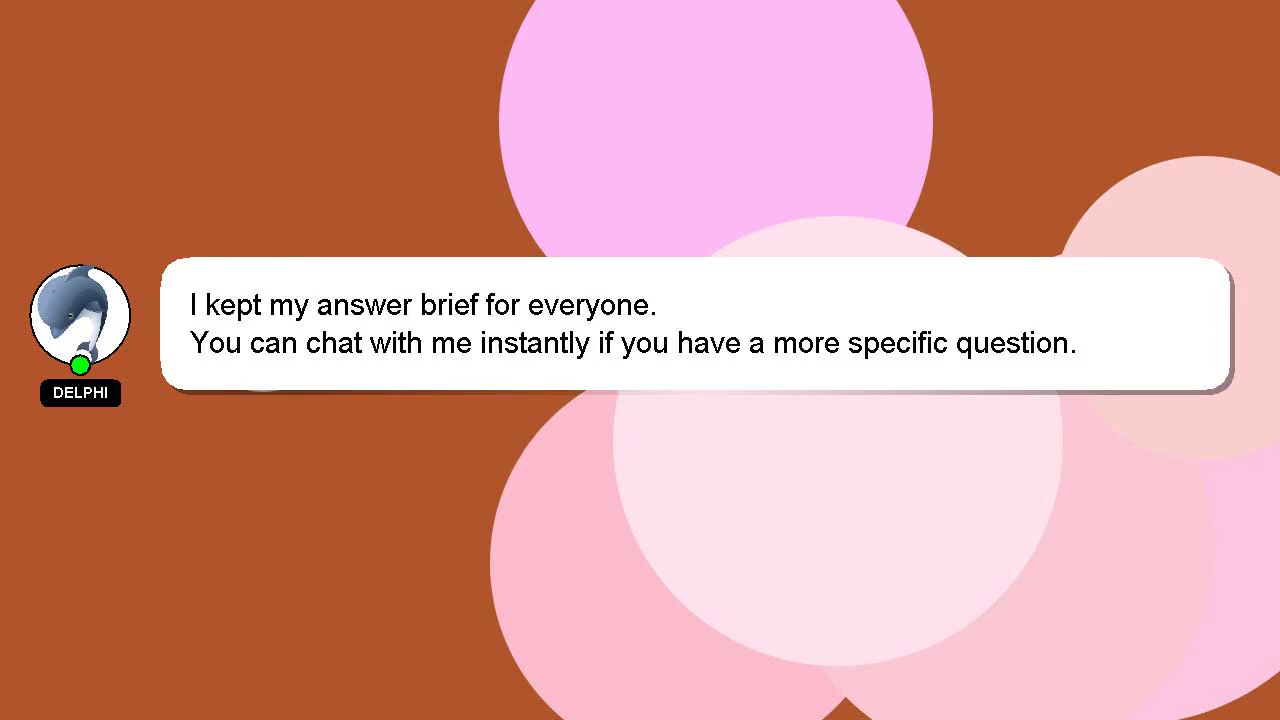 I kept my answer brief for everyone.
You can chat with me instantly if you have a more specific question.
DELPHI